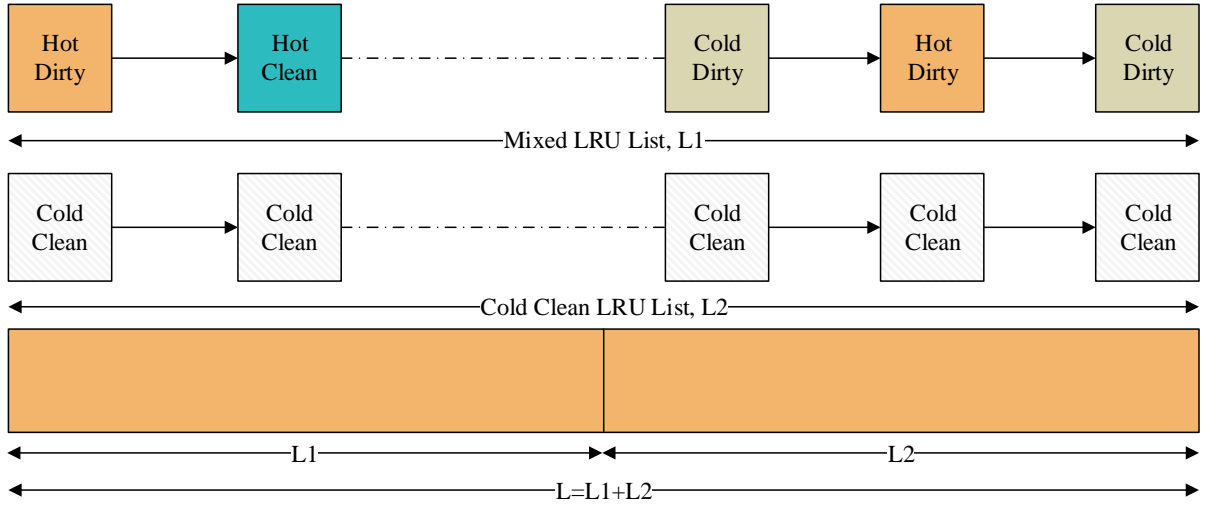 Hot
Dirty
Hot
Clean
Cold
Dirty
Hot
Dirty
Cold
Dirty
Mixed LRU List, L1
Cold
Clean
Cold
Clean
Cold
Clean
Cold
Clean
Cold
Clean
Cold Clean LRU List, L2
L1
L2
L=L1+L2